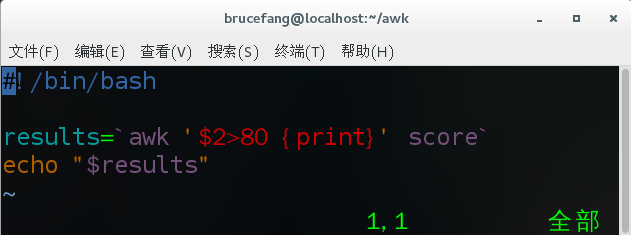 brucefang@localhost:~/awk
文件(F) 编辑(E) 查看(V) 搜索(S) 终端(T) 帮助(H)
#!/bin/bash
results=`awk '$2>80 {print}' score`
echo "$results"
~
1,1 全部